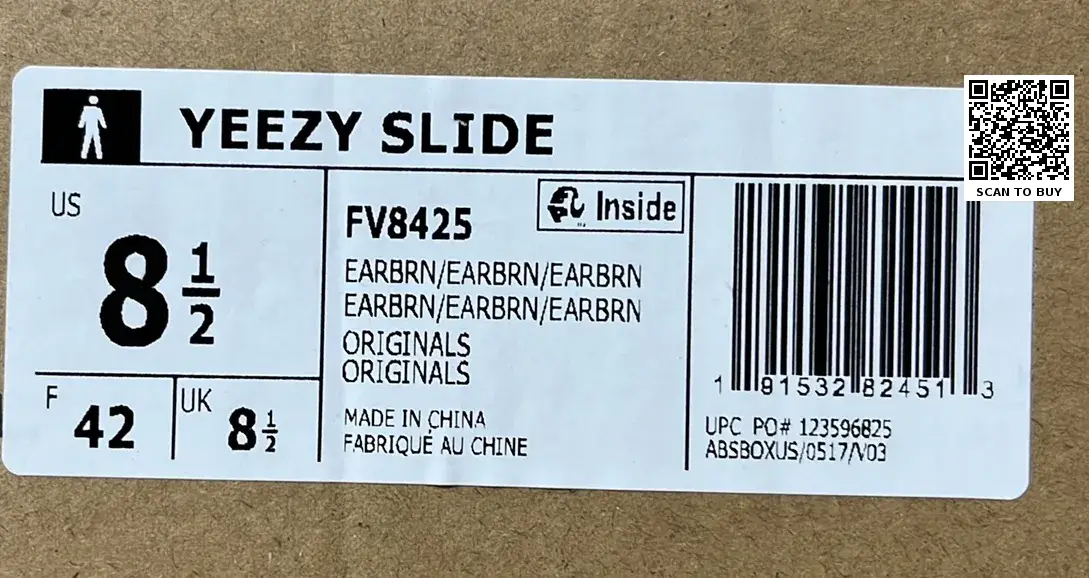 YEEZY SLIDE
SCAN TO BUY
US
8 1/2
F
42
UK
8 1/2
FV8425
Inside
EARBRN/EARBRN/EARBRN
EARBRN/EARBRN/EARBRN
ORIGINALS
ORIGINALS
MADE IN CHINA
FABRIQUÉ AU CHINE
1 91532 82451 3
UPC PO# 123596825
ABSBOXUS/0517/V03